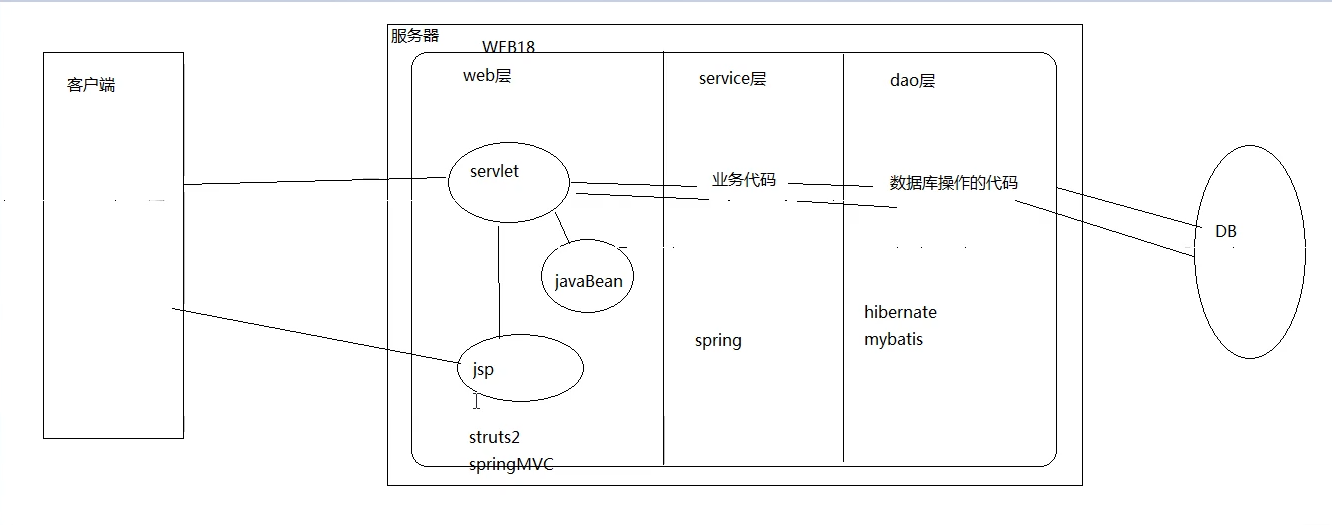 服务器
WEB18
客户端
web层
service层
dao层
servlet
业务代码
数据库操作的代码
DB
javaBean
hibernate
spring
mybatis
jsp
struts2
springMVC